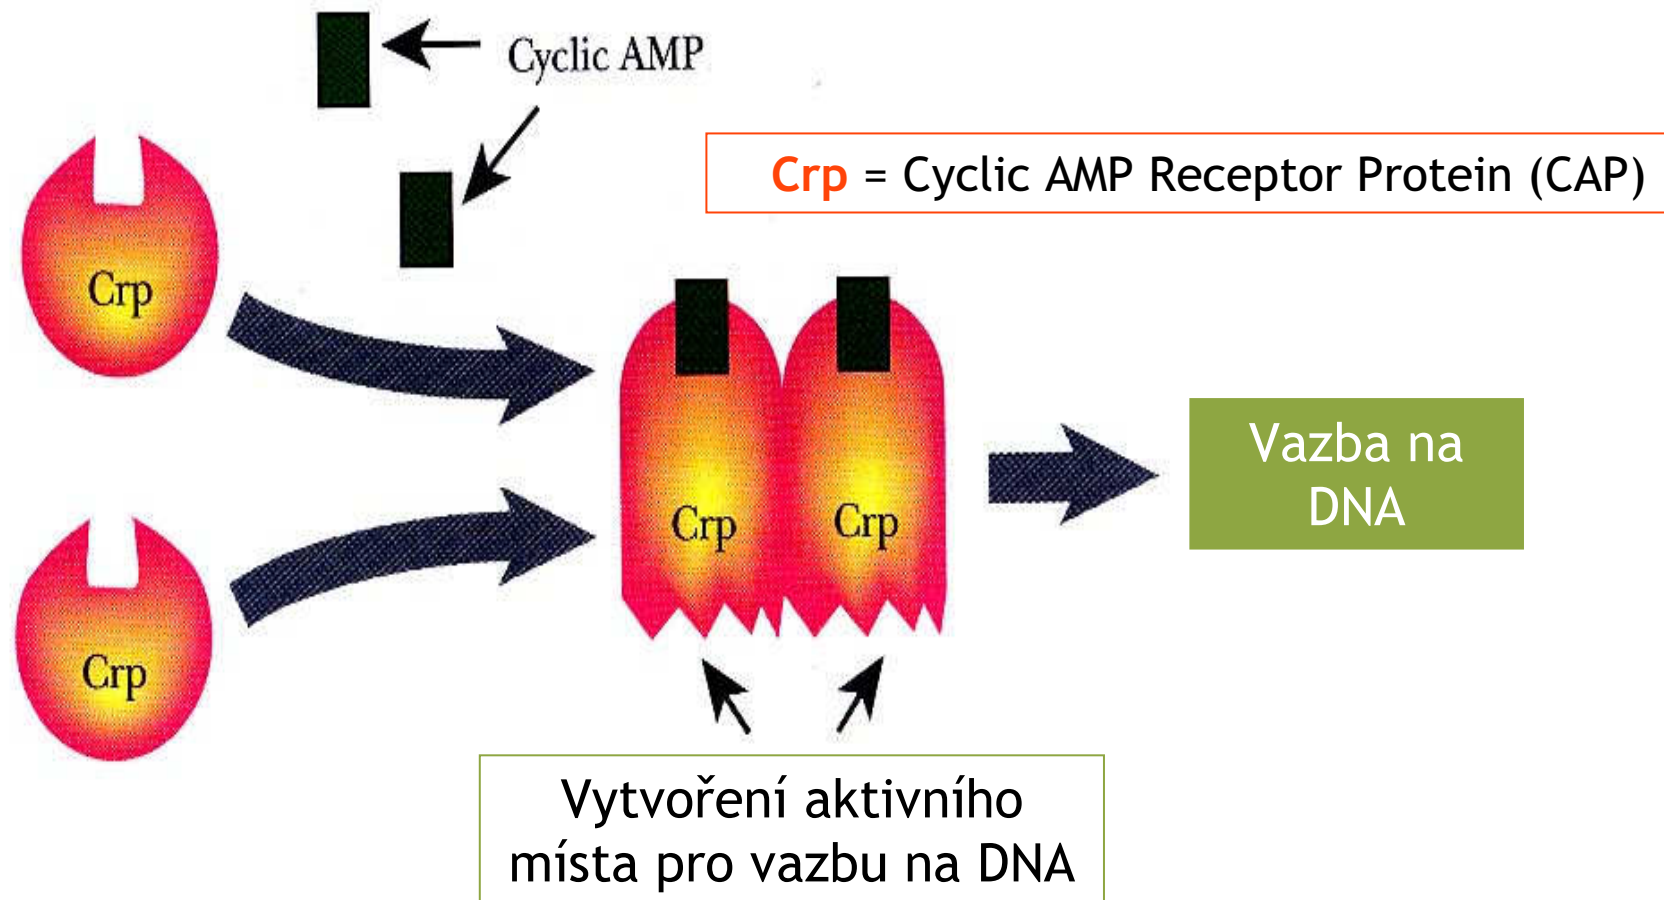 Cyclic AMP
Crp = Cyclic AMP Receptor Protein (CAP)
Crp
Crp
Crp
Crp
Vazba na
DNA
Vytvoření aktivního
místa pro vazbu na DNA